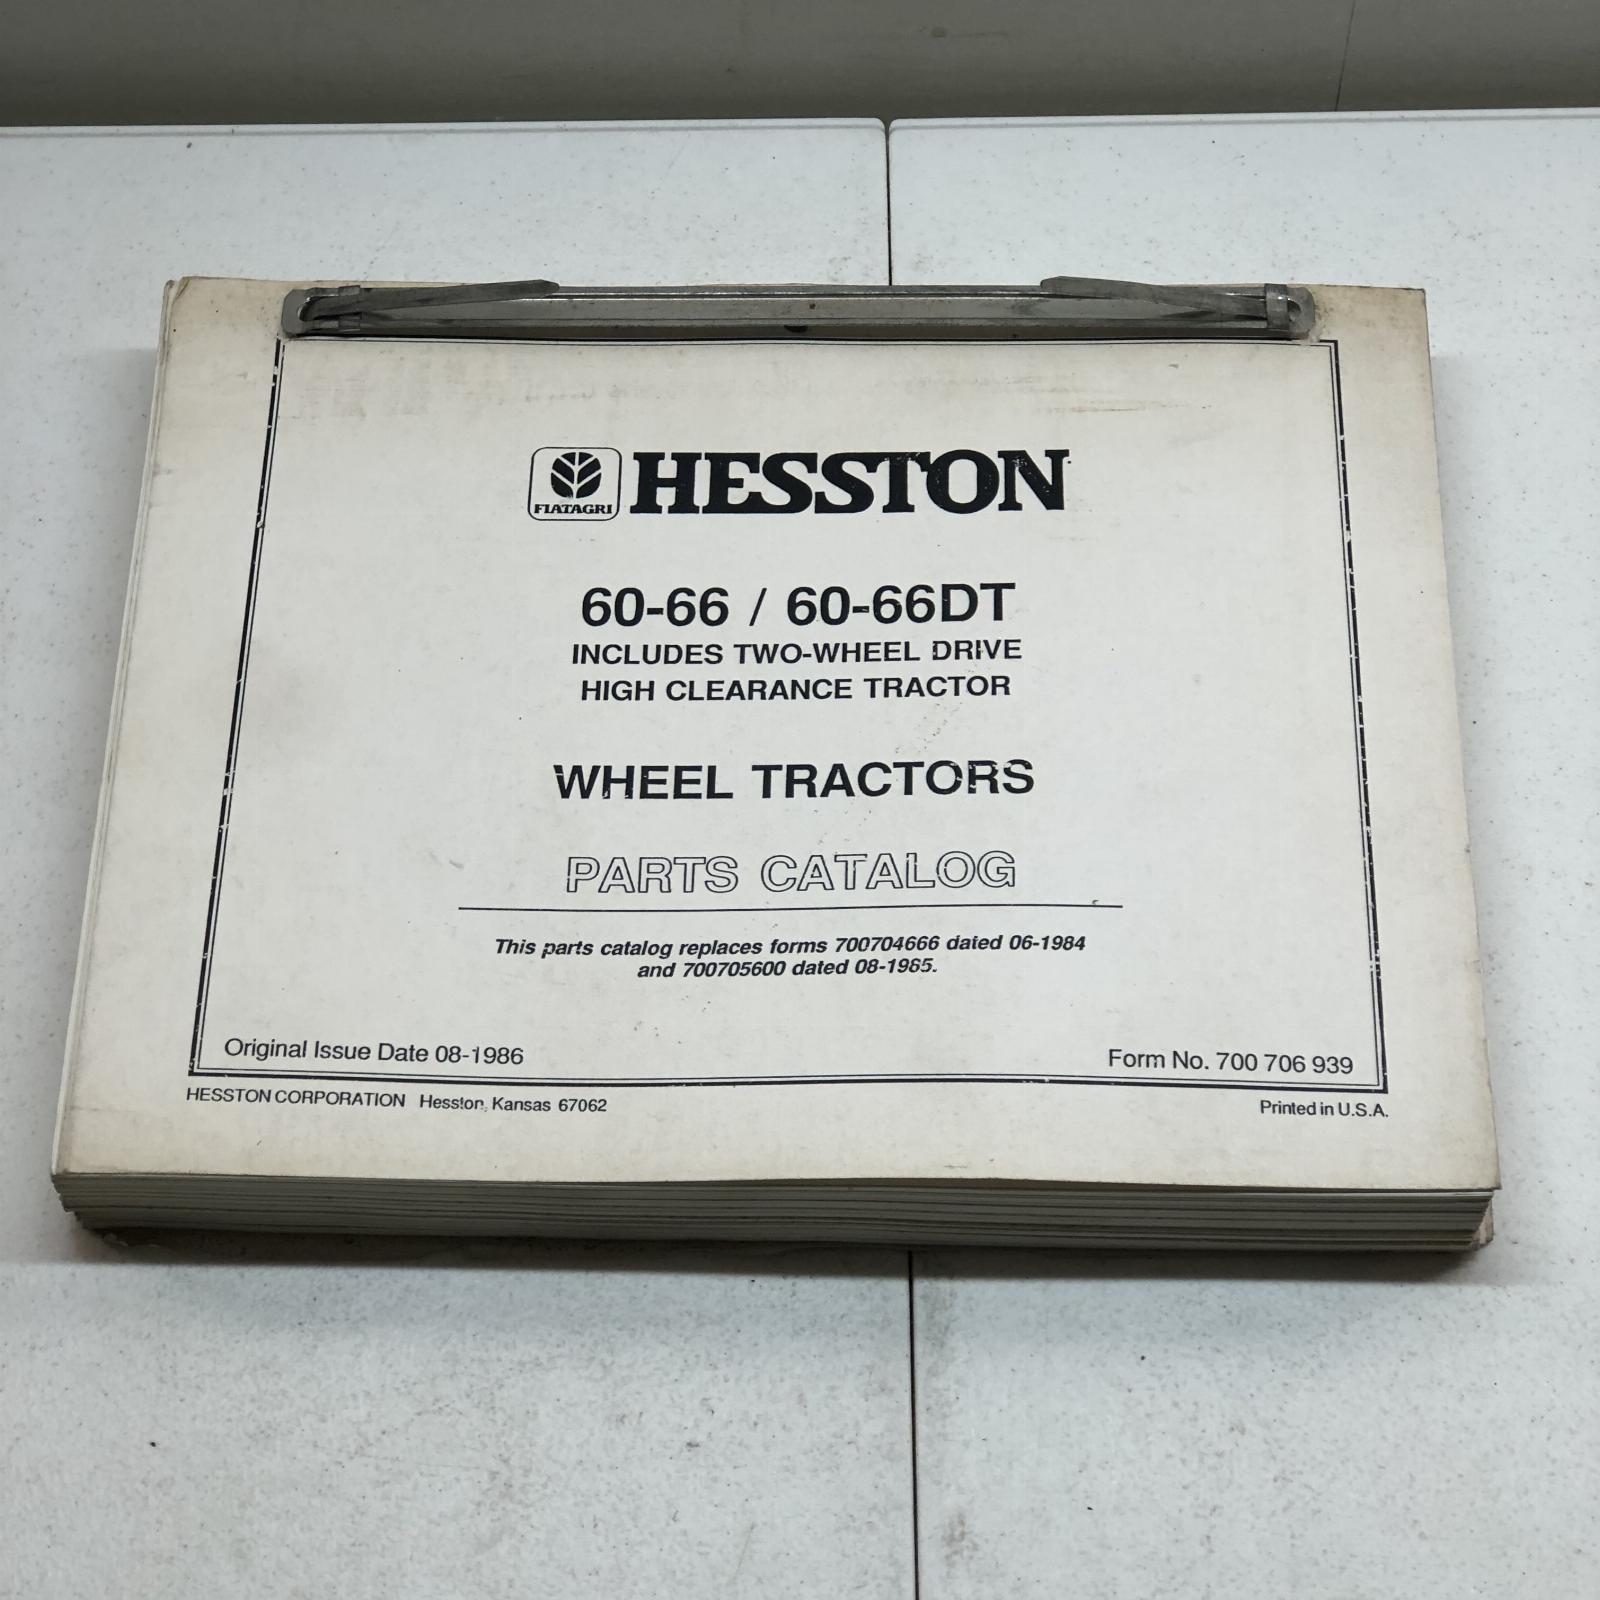 FIATAGRI HESSTON
60-66 / 60-66DT
INCLUDES TWO-WHEEL DRIVE
HIGH CLEARANCE TRACTOR
WHEEL TRACTORS
PARTS CATALOG
This parts catalog replaces forms 700704666 dated 06-1984
and 700705600 dated 08-1985.
Original Issue Date 08-1986
Form No. 700 706 939
HESSTON CORPORATION Hesston, Kansas 67062
Printed in U.S.A.